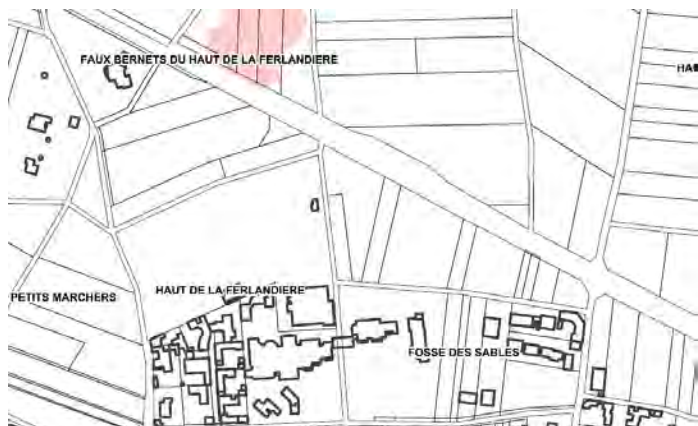 FAUX BERNETS DU HAUT DE LA FERLANDIERE
HA
HAUT DE LA FERLANDIERE
PETITS MARCHERS
FOSSE DES SABLES